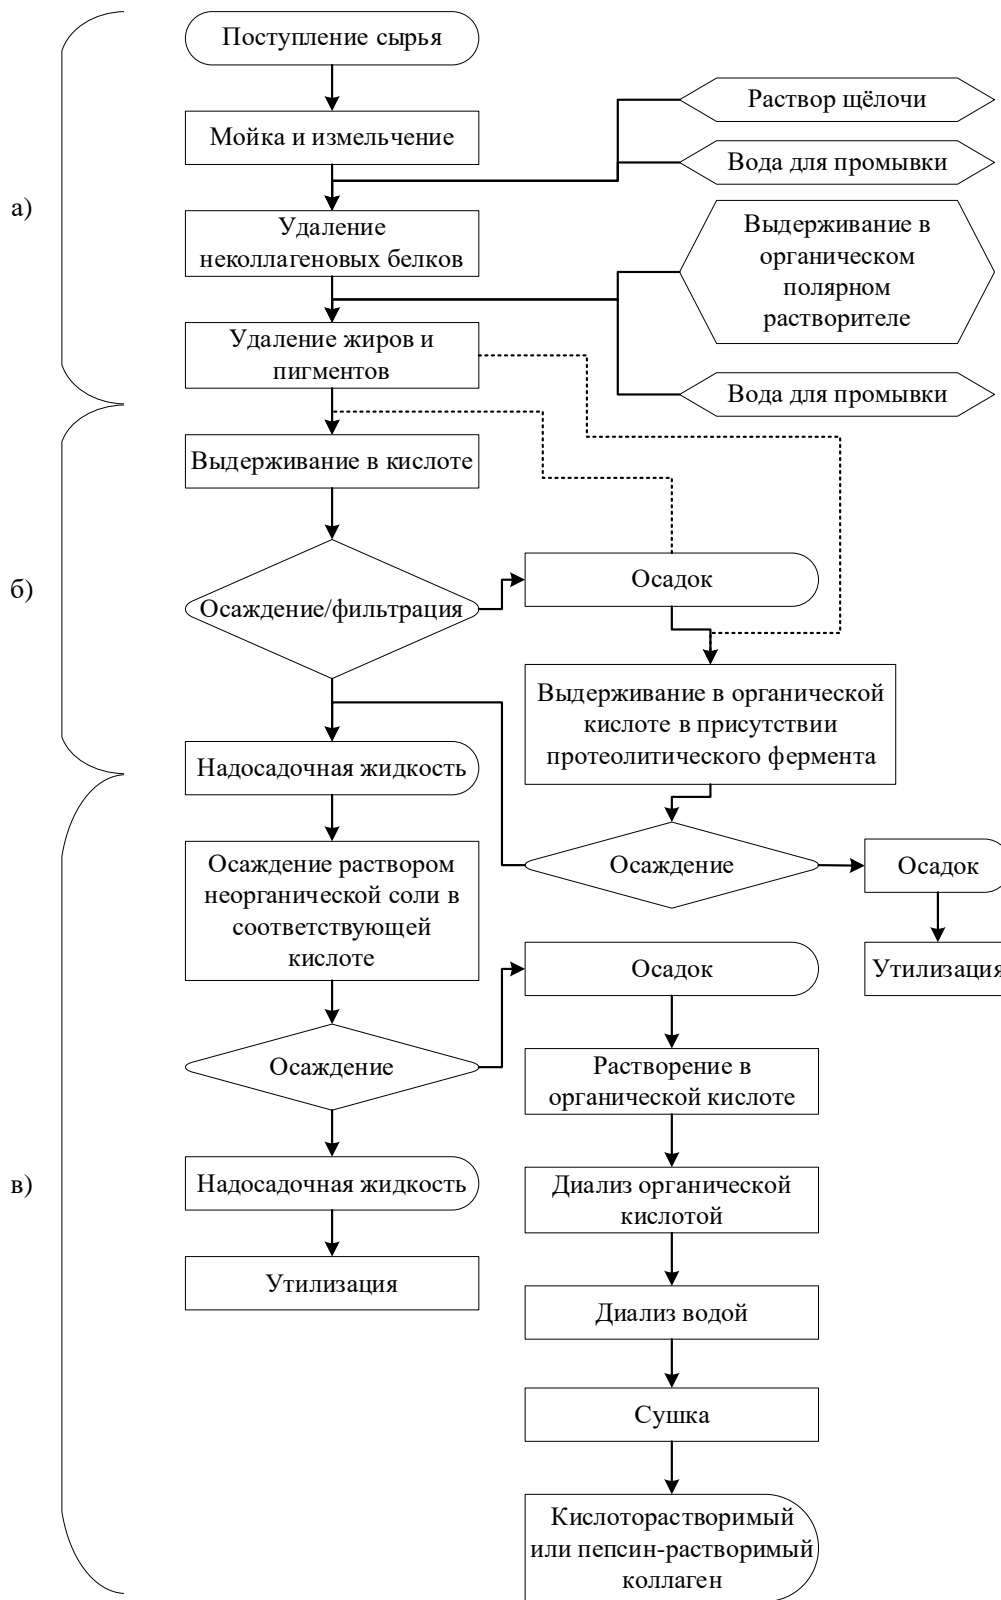 а)
Поступление сырья
Мойка и измельчение
Раствор щёлочи
Вода для промывки
Удаление
неколлагеновых белков
Выдерживание в
органическом
полярном
растворителе
Удаление жиров и
пигментов
Вода для промывки
б)
Выдерживание в кислоте
Осаждение/фильтрация
Осадок
Выдерживание в органической
кислоте в присутствии
протеолитического фермента
Надосадочная жидкость
Осаждение
Осадок
Утилизация
в)
Осаждение раствором
неорганической соли в
соответствующей
кислоте
Осаждение
Осадок
Растворение в
органической кислоте
Надосадочная жидкость
Диализ органической
кислотой
Утилизация
Диализ водой
Сушка
Кислоторастворимый
или пепсин-растворимый
коллаген